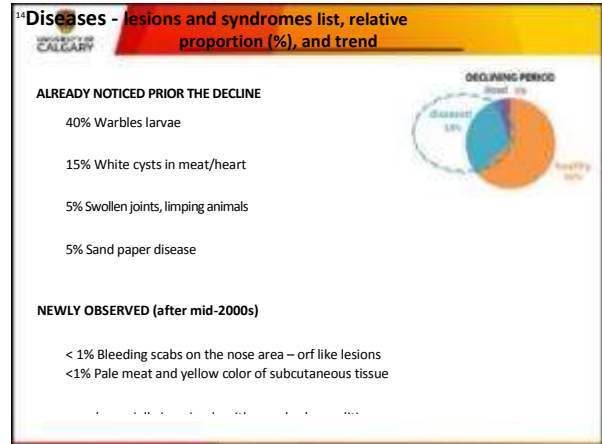 14
Diseases - lesions and syndromes list, relative
proportion (%), and trend
CALGARY
DECLINING PERIOD
ALREADY NOTICED PRIOR THE DECLINE
40% Warbles larvae
diseased
healthy
15% White cysts in meat/heart
5% Swollen joints, limping animals
5% Sand paper disease
NEWLY OBSERVED (after mid-2000s)
< 1% Bleeding scabs on the nose area – orf like lesions
<1% Pale meat and yellow color of subcutaneous tissue